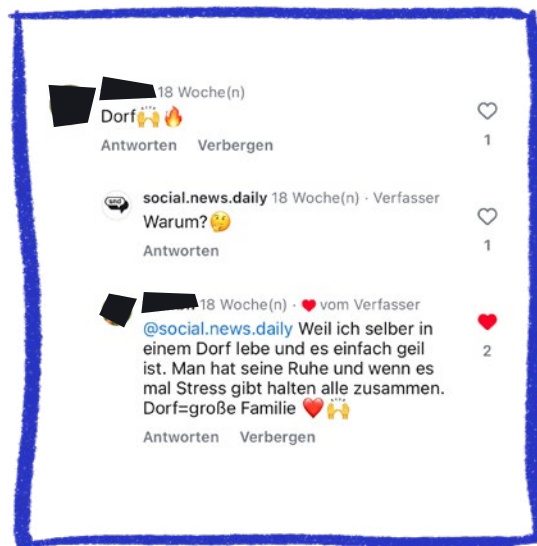 18 Woche(n)
Dorf🙌🔥
1
Antworten Verbergen
snd
social.news.daily 18 Woche(n) · Verfasser
Warum?🤔
1
Antworten
18 Woche(n) · ❤️ vom Verfasser
@social.news.daily Weil ich selber in
einem Dorf lebe und es einfach geil
ist. Man hat seine Ruhe und wenn es
mal Stress gibt halten alle zusammen.
Dorf=große Familie ❤️🙌
2
Antworten Verbergen